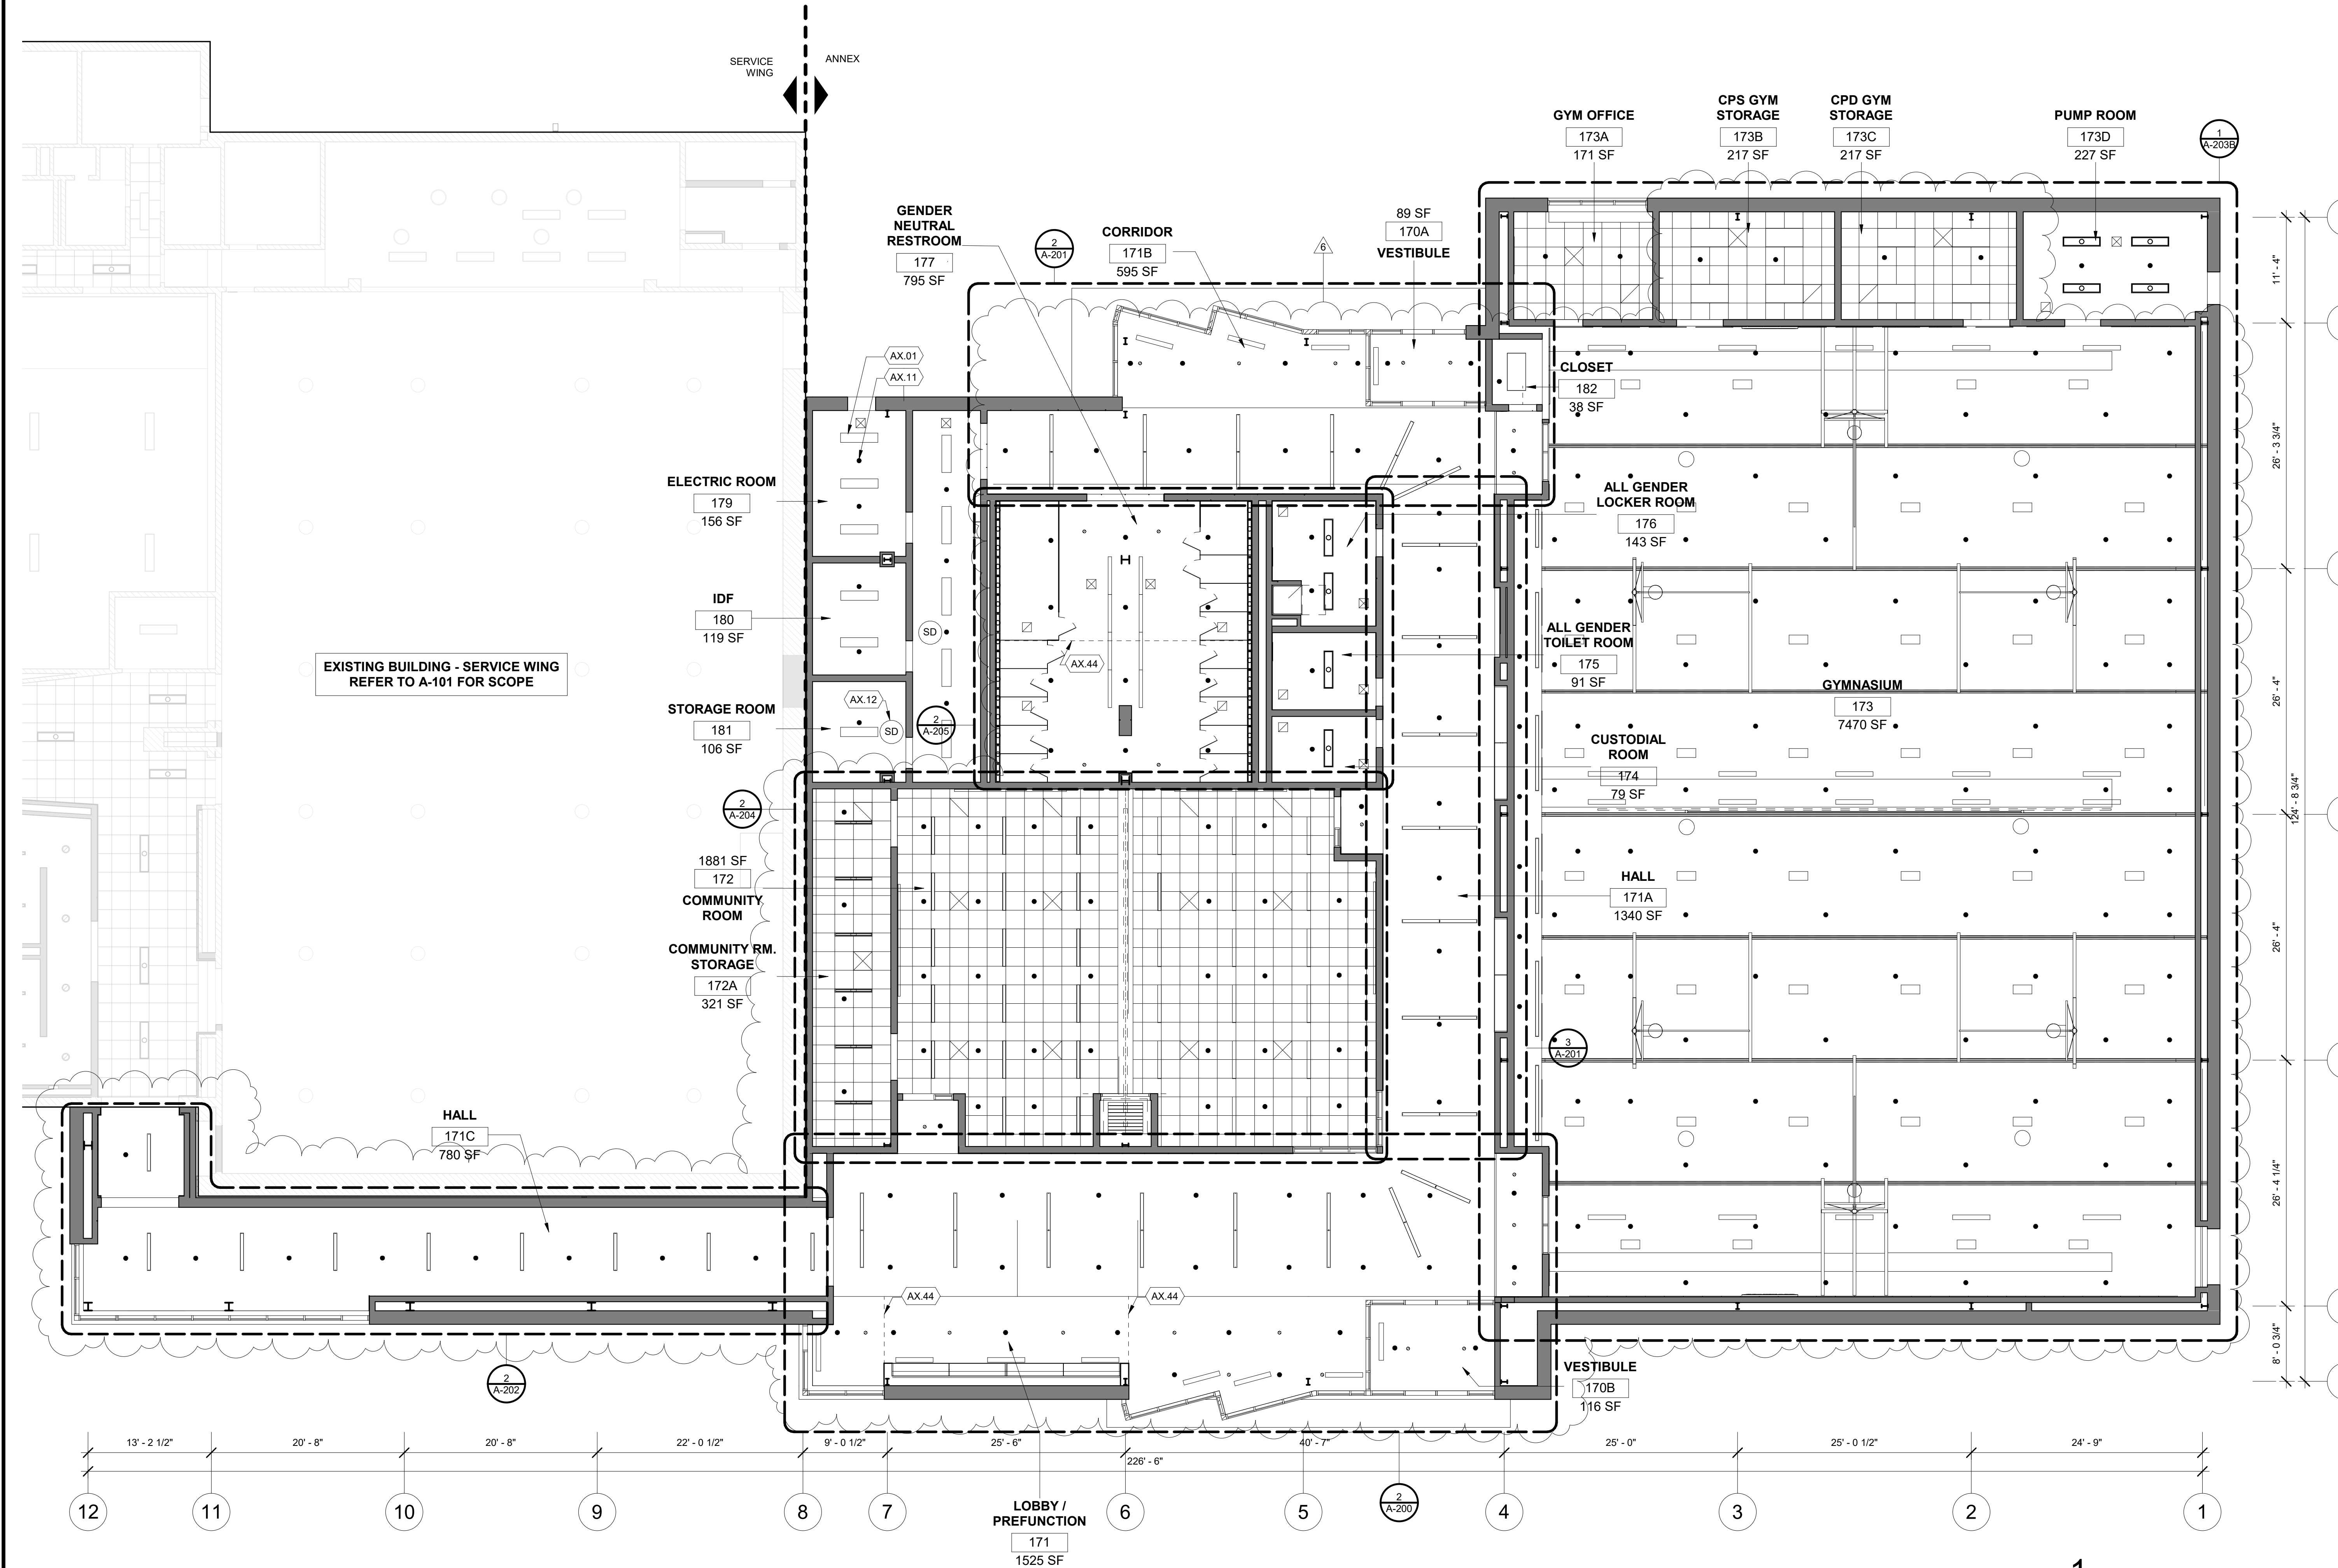 SERVICE
WING
ANNEX
GYM OFFICE
173A
171 SF
CPS GYM
STORAGE
173B
217 SF
CPD GYM
STORAGE
173C
217 SF
PUMP ROOM
173D
227 SF
1
A-203B
GENDER
NEUTRAL
RESTROOM
177
795 SF
2
A-201
CORRIDOR
171B
595 SF
6
89 SF
170A
VESTIBULE
AX.01
AX.11
CLOSET
182
38 SF
11' - 4"
26' - 3 3/4"
ELECTRIC ROOM
179
156 SF
ALL GENDER
LOCKER ROOM
176
143 SF
IDF
180
119 SF
SD
AX.44
ALL GENDER
TOILET ROOM
175
91 SF
EXISTING BUILDING - SERVICE WING
REFER TO A-101 FOR SCOPE
GYMNASIUM
173
7470 SF
26' - 4"
STORAGE ROOM
181
106 SF
AX.12
SD
2
A-205
CUSTODIAL
ROOM
174
79 SF
124' - 8 3/4"
2
A-204
1881 SF
172
COMMUNITY
ROOM
HALL
171A
1340 SF
COMMUNITY RM.
STORAGE
172A
321 SF
26' - 4"
3
A-201
HALL
171C
780 SF
26' - 4 1/4"
AX.44
AX.44
8' - 0 3/4"
2
A-202
VESTIBULE
170B
116 SF
13' - 2 1/2"
20' - 8"
20' - 8"
22' - 0 1/2"
9' - 0 1/2"
25' - 6"
40' - 7"
25' - 0"
25' - 0 1/2"
24' - 9"
226' - 6"
12
11
10
9
8
7
6
5
2
A-200
4
3
2
1
LOBBY /
PREFUNCTION
171
1525 SF
1